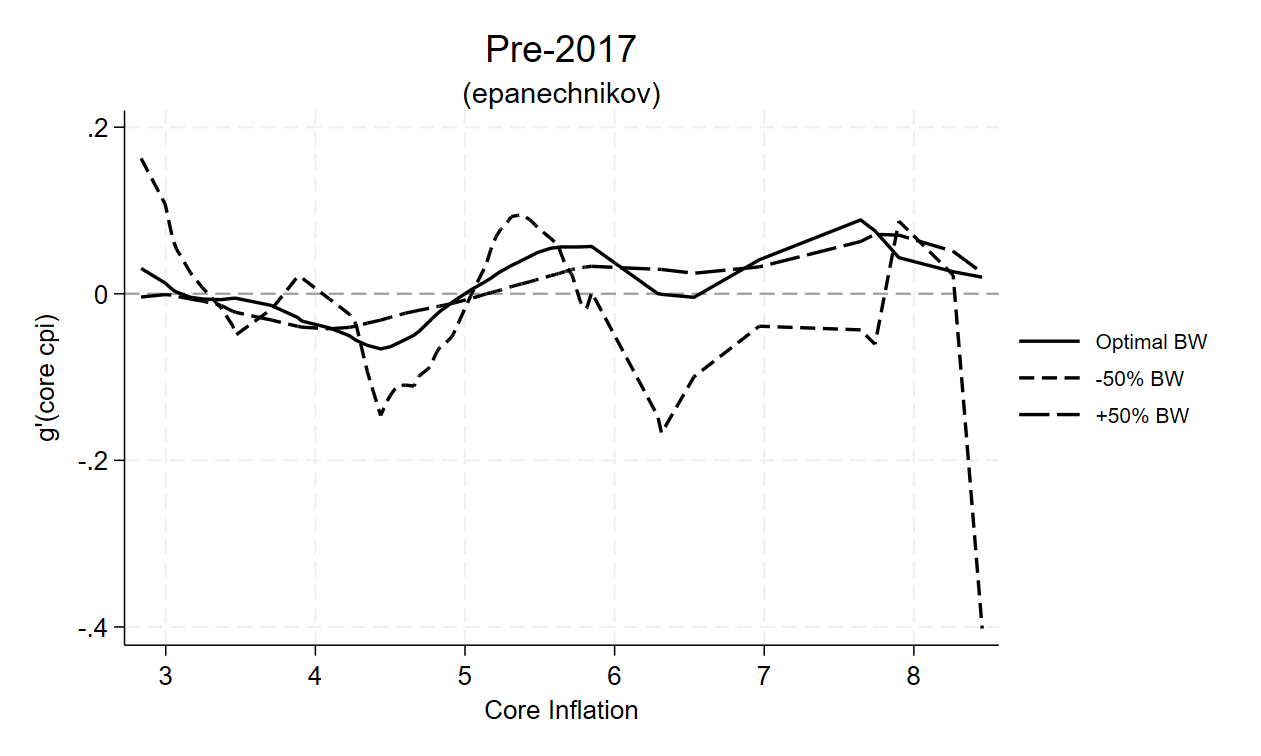 Pre-2017
(epanechnikov)
.2
0
-.2
-.4
g'(core cpi)
3 4 5 6 7 8
Core Inflation
Optimal BW
-50% BW
+50% BW